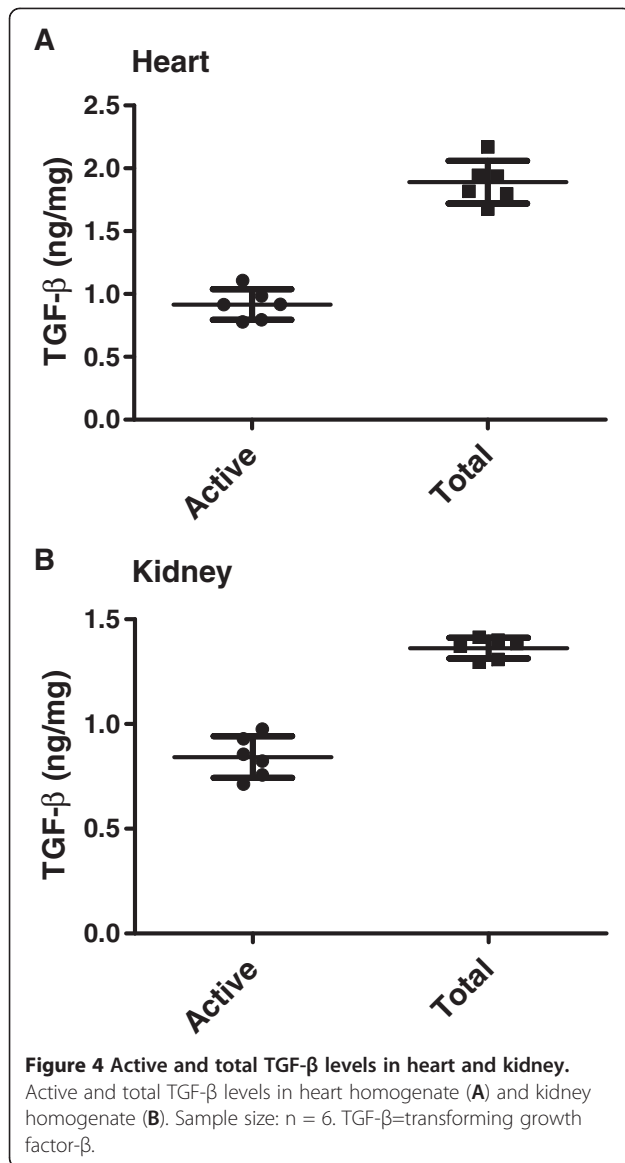 A
Heart
2.5
2.0
1.5
1.0
0.5
0.0
TGF-β (ng/mg)
Active
Total
B
Kidney
1.5
1.0
0.5
0.0
TGF-β (ng/mg)
Active
Total
Figure 4 Active and total TGF-β levels in heart and kidney.
Active and total TGF-β levels in heart homogenate (A) and kidney
homogenate (B). Sample size: n = 6. TGF-β=transforming growth
factor-β.